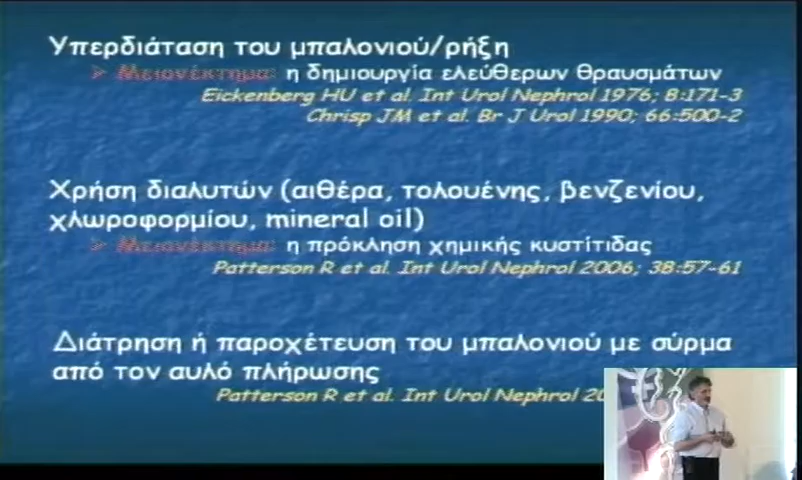 Υπερδιάταση του μπαλονιού/ρήξη
➢ Μειονέκτημα: η δημιουργία ελεύθερων θραυσμάτων
Eickenberg HU et al. Int Urol Nephrol 1976; 8:171-3
Chrisp JM et al. Br J Urol 1990; 66:500-2
Χρήση διαλυτών (αιθέρα, τολουένης, βενζενίου,
χλωροφορμίου, mineral oil)
➢ Μειονέκτημα: η πρόκληση χημικής κυστίτιδας
Patterson R et al. Int Urol Nephrol 2006; 38:57-61
Διάτρηση ή παροχέτευση του μπαλονιού με σύρμα
από τον αυλό πλήρωσης
Patterson R et al. Int Urol Nephrol